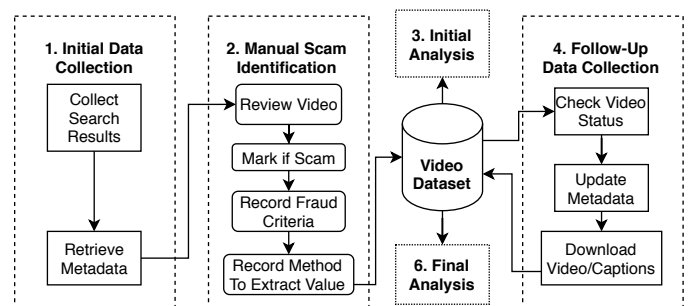 1. Initial Data
Collection
Collect
Search
Results
Retrieve
Metadata
2. Manual Scam
Identification
Review Video
Mark if Scam
Record Fraud
Criteria
Record Method
To Extract Value
3. Initial
Analysis
Video
Dataset
6. Final
Analysis
4. Follow-Up
Data Collection
Check Video
Status
Update
Metadata
Download
Video/Captions